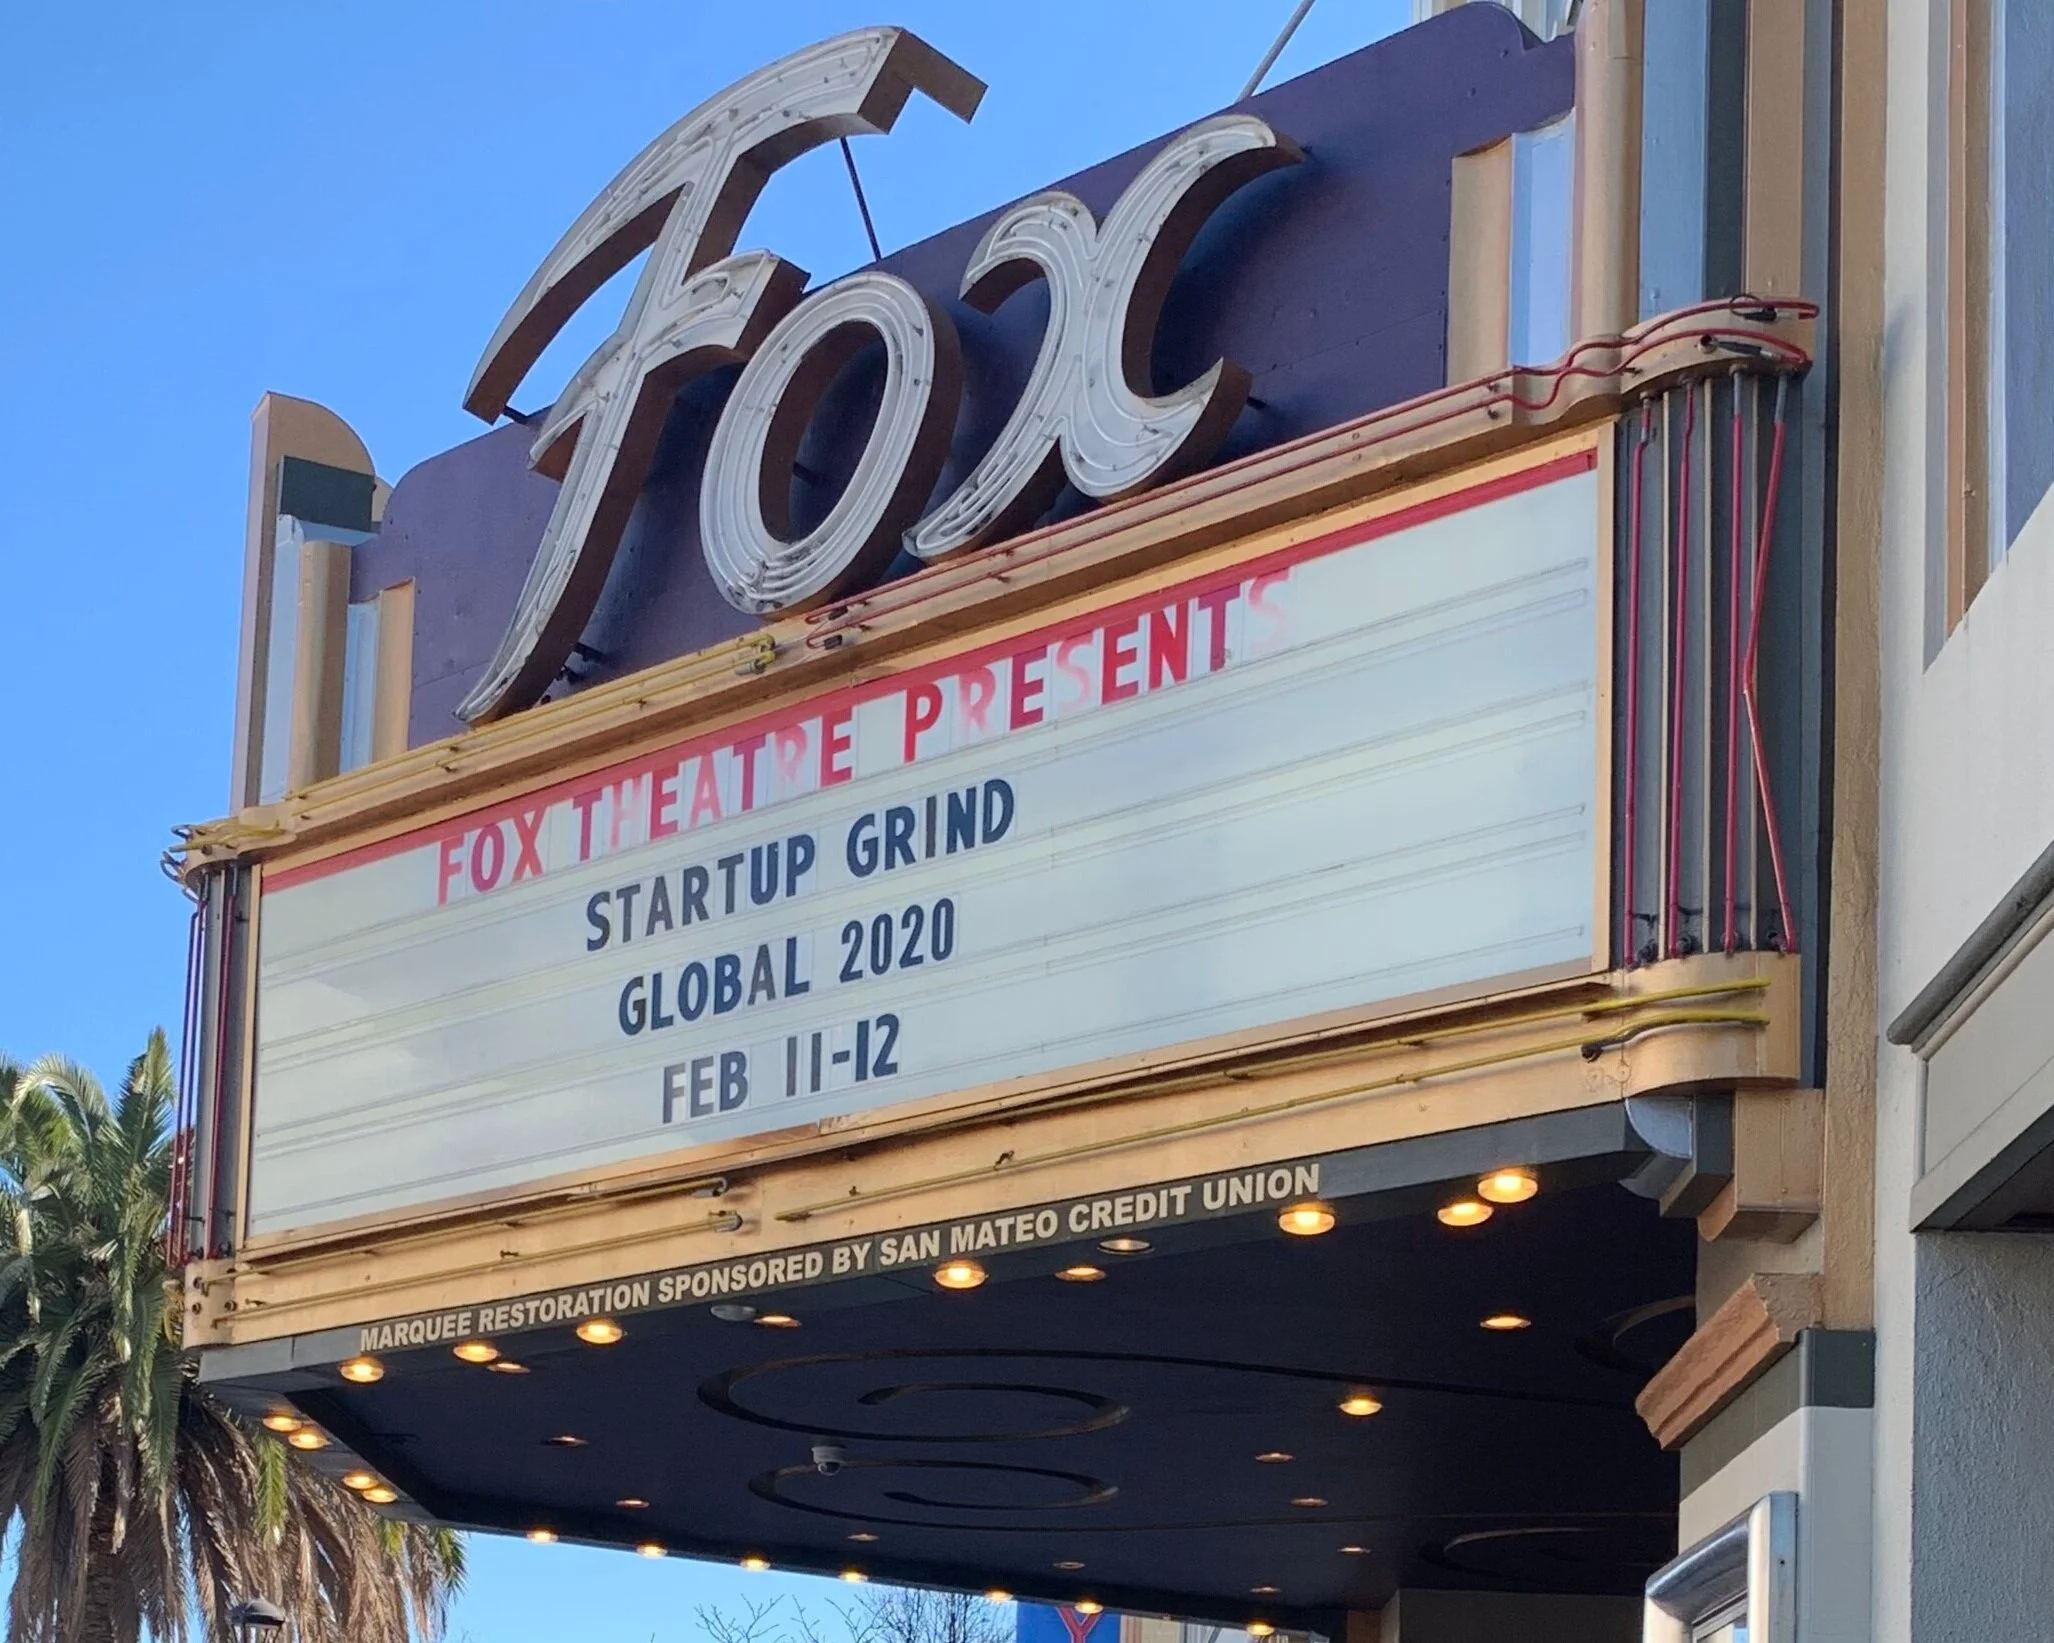 Fox
FOX THEATRE PRESENTS
STARTUP GRIND
GLOBAL 2020
FEB 11-12
MARQUEE RESTORATION SPONSORED BY SAN MATEO CREDIT UNION